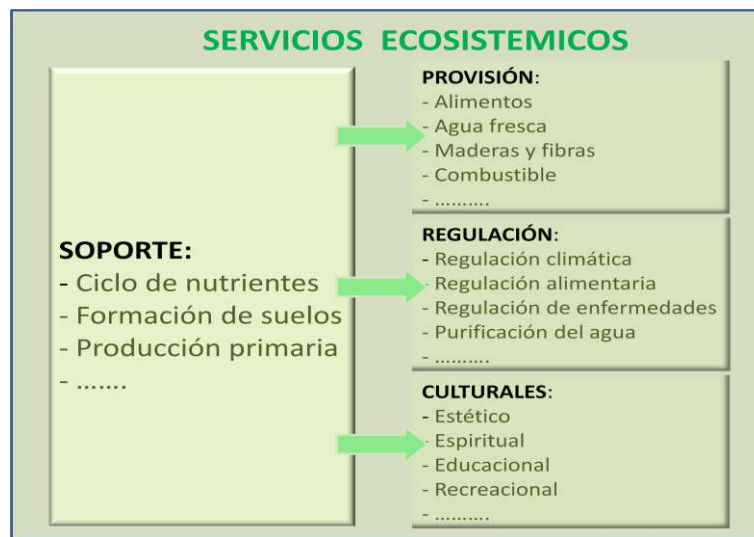 SERVICIOS ECOSISTEMICOS
SOPORTE:
- Ciclo de nutrientes
- Formación de suelos
- Producción primaria
- .......
PROVISIÓN:
- Alimentos
- Agua fresca
- Maderas y fibras
- Combustible
- ..........
REGULACIÓN:
- Regulación climática
- Regulación alimentaria
- Regulación de enfermedades
- Purificación del agua
- ..........
CULTURALES:
- Estético
- Espiritual
- Educacional
- Recreacional
- ..........